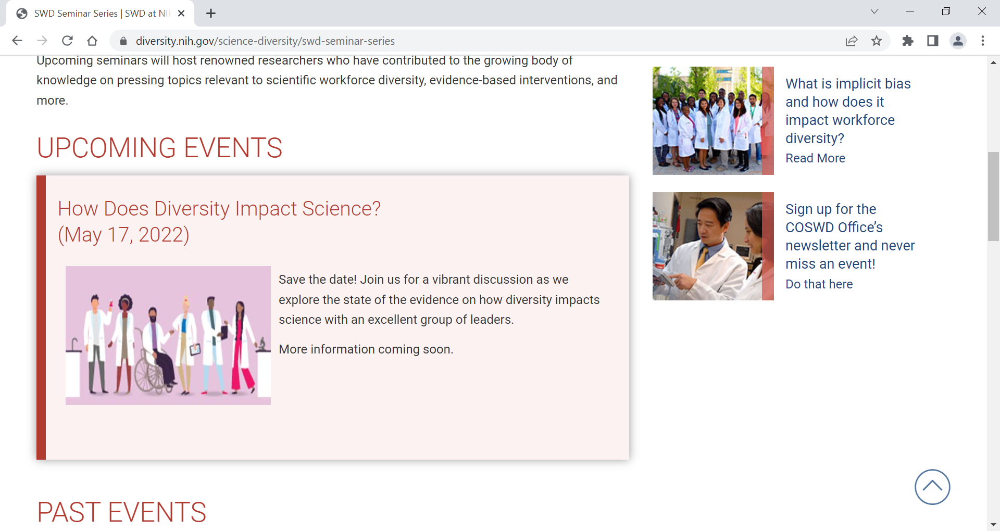 SWD Seminar Series | SWD at NI
diversity.nih.gov/science-diversity/swd-seminar-series
Upcoming seminars will host renowned researchers who have contributed to the growing body of
knowledge on pressing topics relevant to scientific workforce diversity, evidence-based interventions, and
more.
UPCOMING EVENTS
How Does Diversity Impact Science?
(May 17, 2022)
Save the date! Join us for a vibrant discussion as we
explore the state of the evidence on how diversity impacts
science with an excellent group of leaders.
More information coming soon.
PAST EVENTS
What is implicit bias
and how does it
impact workforce
diversity?
Read More
Sign up for the
COSWD Office’s
newsletter and never
miss an event!
Do that here